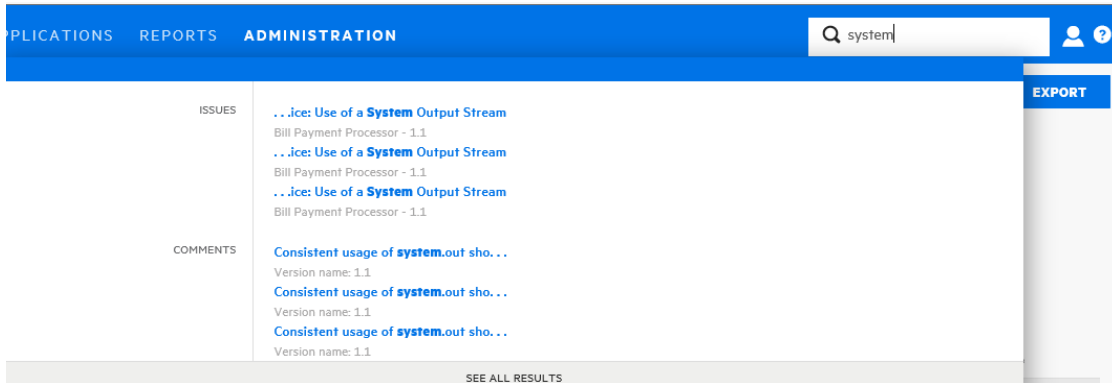 PPLICATIONS REPORTS ADMINISTRATION system
EXPORT
ISSUES
. . .ice: Use of a System Output Stream
Bill Payment Processor - 1.1
. . .ice: Use of a System Output Stream
Bill Payment Processor - 1.1
. . .ice: Use of a System Output Stream
Bill Payment Processor - 1.1
COMMENTS
Consistent usage of system.out sho. . .
Version name: 1.1
Consistent usage of system.out sho. . .
Version name: 1.1
Consistent usage of system.out sho. . .
Version name: 1.1
SEE ALL RESULTS